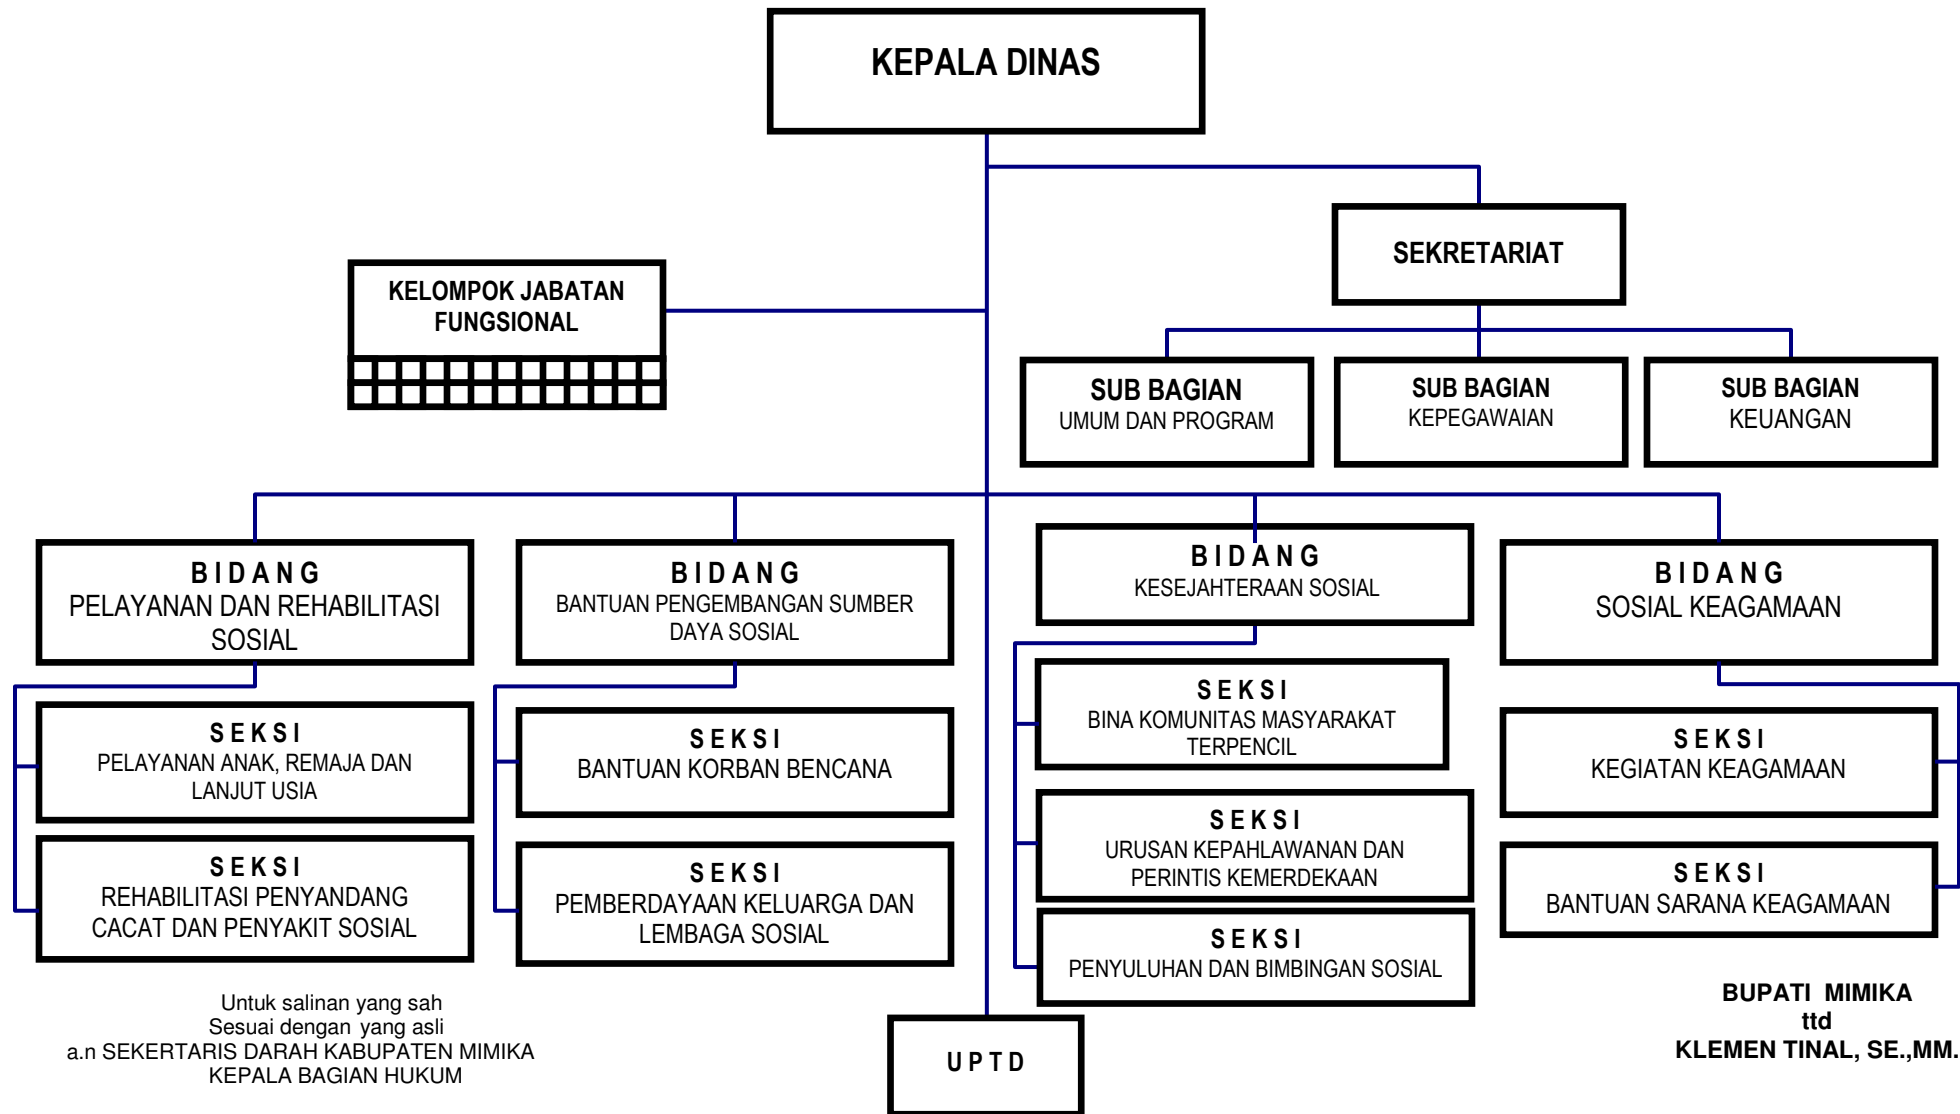 KEPALA DINAS
SEKRETARIAT
KELOMPOK JABATAN
FUNGSIONAL
SUB BAGIAN
UMUM DAN PROGRAM
SUB BAGIAN
KEPEGAWAIAN
SUB BAGIAN
KEUANGAN
B I D A N G
PELAYANAN DAN REHABILITASI
SOSIAL
B I D A N G
BANTUAN PENGEMBANGAN SUMBER
DAYA SOSIAL
B I D A N G
KESEJAHTERAAN SOSIAL
B I D A N G
SOSIAL KEAGAMAAN
S E K S I
PELAYANAN ANAK, REMAJA DAN
LANJUT USIA
S E K S I
BANTUAN KORBAN BENCANA
S E K S I
BINA KOMUNITAS MASYARAKAT
TERPENCIL
S E K S I
KEGIATAN KEAGAMAAN
S E K S I
REHABILITASI PENYANDANG
CACAT DAN PENYAKIT SOSIAL
S E K S I
PEMBERDAYAAN KELUARGA DAN
LEMBAGA SOSIAL
S E K S I
URUSAN KEPAHLAWANAN DAN
PERINTIS KEMERDEKAAN
S E K S I
BANTUAN SARANA KEAGAMAAN
S E K S I
PENYULUHAN DAN BIMBINGAN SOSIAL
Untuk salinan yang sah
Sesuai dengan yang asli
a.n SEKERTARIS DARAH KABUPATEN MIMIKA
KEPALA BAGIAN HUKUM
U P T D
BUPATI MIMIKA
ttd
KLEMEN TINAL, SE.,MM.